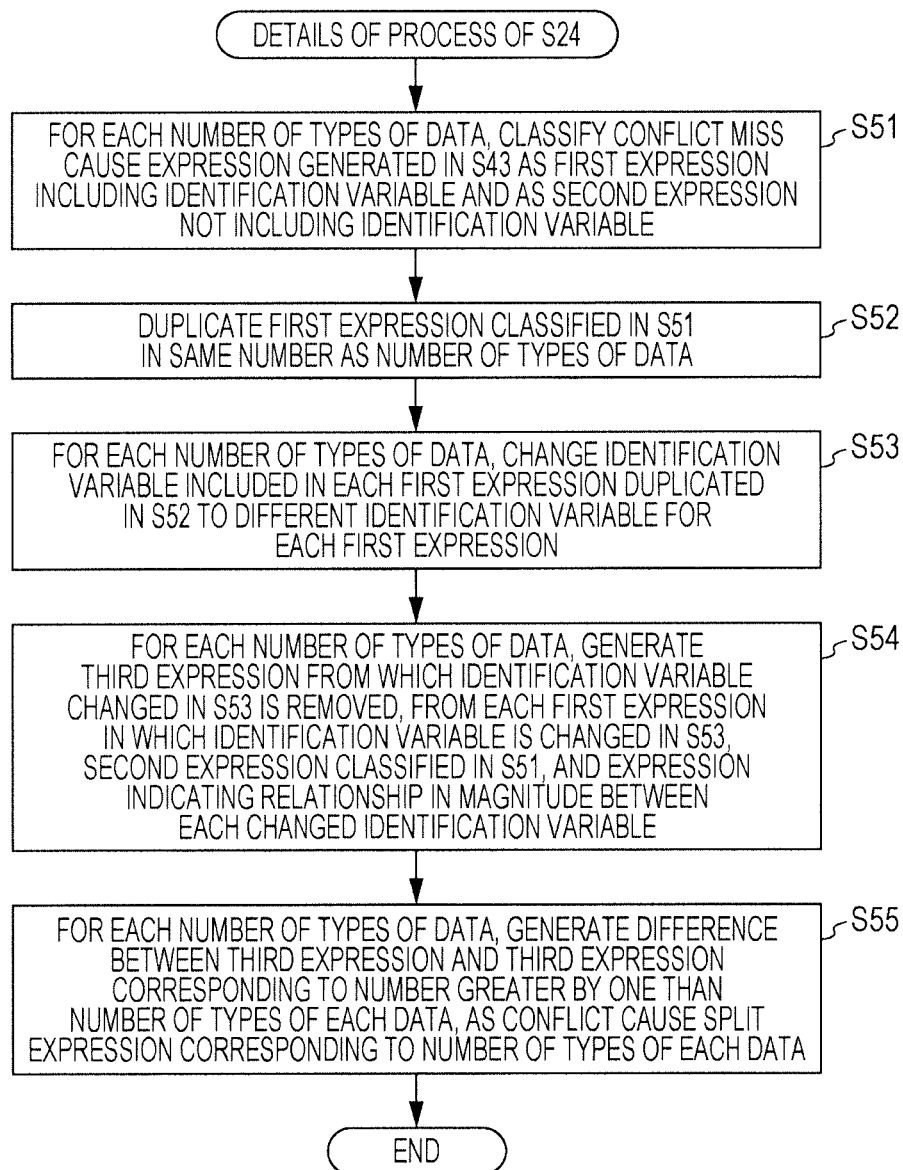 DETAILS OF PROCESS OF S24
FOR EACH NUMBER OF TYPES OF DATA, CLASSIFY CONFLICT MISS
CAUSE EXPRESSION GENERATED IN S43 AS FIRST EXPRESSION
INCLUDING IDENTIFICATION VARIABLE AND AS SECOND EXPRESSION
NOT INCLUDING IDENTIFICATION VARIABLE
S51
DUPLICATE FIRST EXPRESSION CLASSIFIED IN S51
IN SAME NUMBER AS NUMBER OF TYPES OF DATA
S52
FOR EACH NUMBER OF TYPES OF DATA, CHANGE IDENTIFICATION
VARIABLE INCLUDED IN EACH FIRST EXPRESSION DUPLICATED
IN S52 TO DIFFERENT IDENTIFICATION VARIABLE FOR
EACH FIRST EXPRESSION
S53
FOR EACH NUMBER OF TYPES OF DATA, GENERATE
THIRD EXPRESSION FROM WHICH IDENTIFICATION VARIABLE
CHANGED IN S53 IS REMOVED, FROM EACH FIRST EXPRESSION
IN WHICH IDENTIFICATION VARIABLE IS CHANGED IN S53,
SECOND EXPRESSION CLASSIFIED IN S51, AND EXPRESSION
INDICATING RELATIONSHIP IN MAGNITUDE BETWEEN
EACH CHANGED IDENTIFICATION VARIABLE
S54
FOR EACH NUMBER OF TYPES OF DATA, GENERATE DIFFERENCE
BETWEEN THIRD EXPRESSION AND THIRD EXPRESSION
CORRESPONDING TO NUMBER GREATER BY ONE THAN
NUMBER OF TYPES OF EACH DATA, AS CONFLICT CAUSE SPLIT
EXPRESSION CORRESPONDING TO NUMBER OF TYPES OF EACH DATA
S55
END